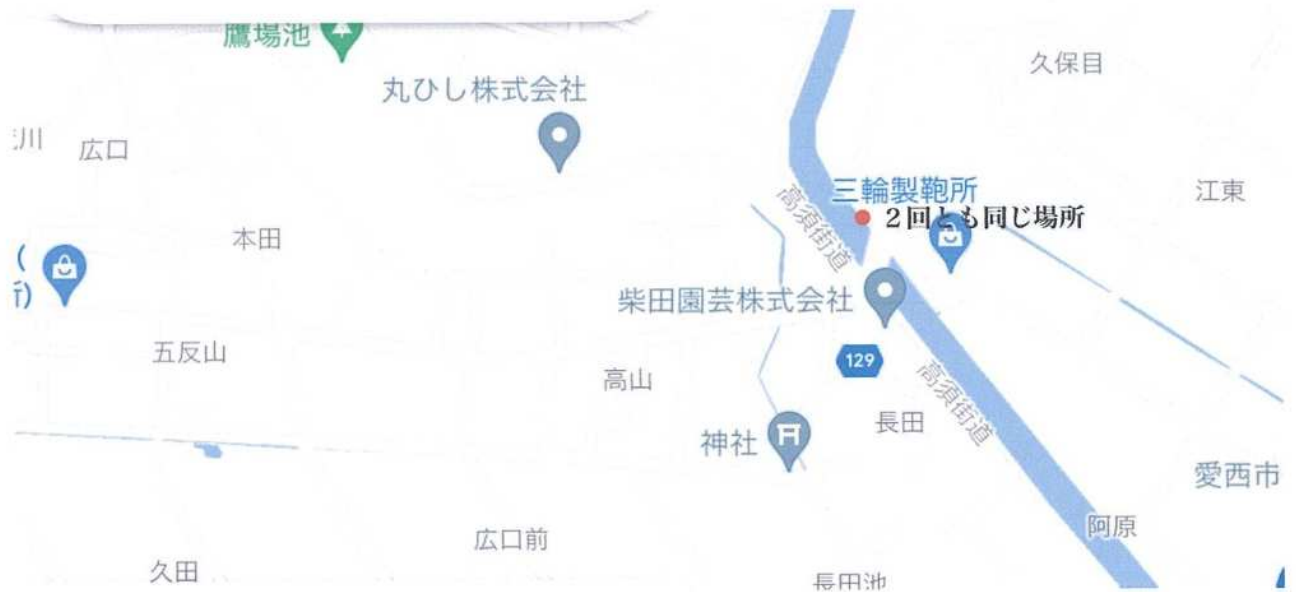 鷹場池
丸ひし株式会社
久保目
川
広口
三輪製鞄所
江東
高須街道
2回とも同じ場所
本田
所)
柴田園芸株式会社
五反山
129
高山
高須街道
長田
神社
愛西市
阿原
広口前
久田
長田池